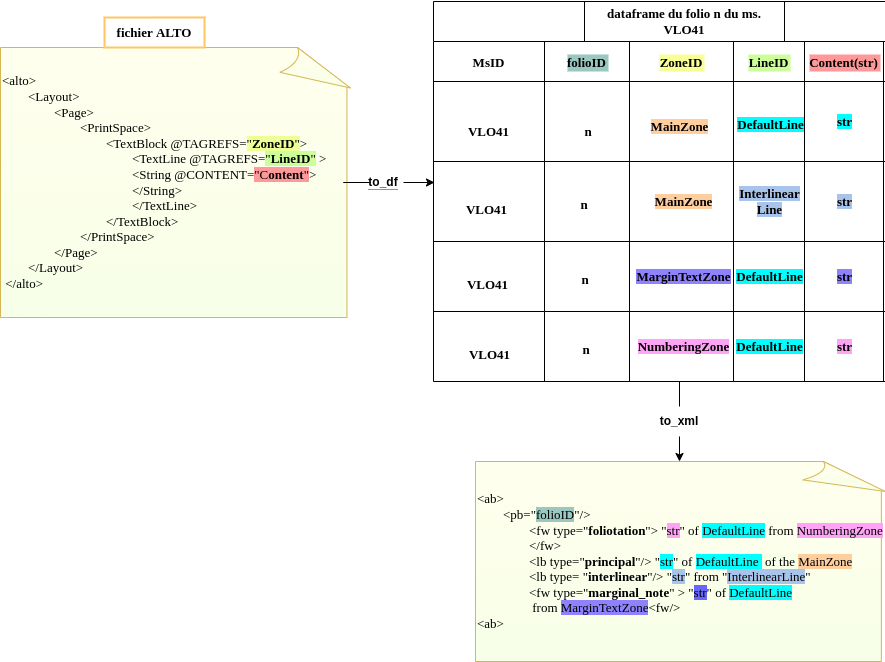 fichier ALTO
<alto>
<Layout>
<Page>
<PrintSpace>
<TextBlock @TAGREFS="ZoneID">
<TextLine @TAGREFS="LineID" >
<String @CONTENT="Content">
</String>
</TextLine>
</TextBlock>
</PrintSpace>
</Page>
</Layout>
</alto>
to_df
dataframe du folio n du ms.
VLO41
MsID folioID ZoneID LineID Content(str)
VLO41 n MainZone DefaultLine str
VLO41 n MainZone Interlinear
Line str
VLO41 n MarginTextZone DefaultLine str
VLO41 n NumberingZone DefaultLine str
to_xml
<ab>
<pb="folioID"/>
<fw type="foliotation"> "str" of DefaultLine from NumberingZone
</fw>
<lb type="principal"/> "str" of DefaultLine of the MainZone
<lb type= "interlinear"/> "str" from "InterlinearLine"
<fw type="marginal_note" > "str" of DefaultLine
from MarginTextZone<fw/>
<ab>